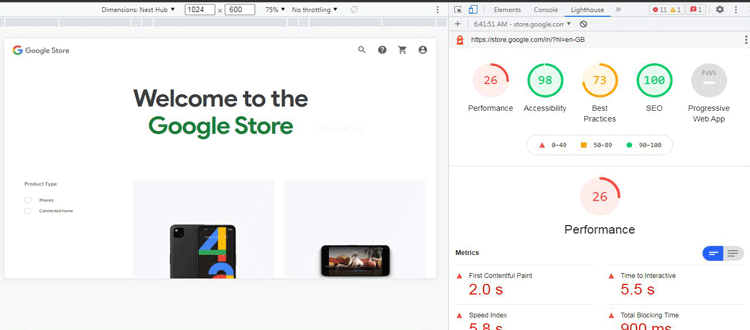 Dimensions: Nest Hub ▼ 1024 × 600 75% ▼ No throttling ▼
Elements Console Lighthouse » 11 1
6:41:51 AM - store.google.com
https://store.google.com/in/?hl=en-GB
Google Store
Welcome to the
Google Store
Product Type
Phones
Connected home
26 98 73 100
Performance Accessibility Best Practices SEO Progressive Web App
0–49 50–89 90–100
26
Performance
Metrics
First Contentful Paint Time to Interactive
2.0 s 5.5 s
Speed Index Total Blocking Time
5.8 s 900 ms